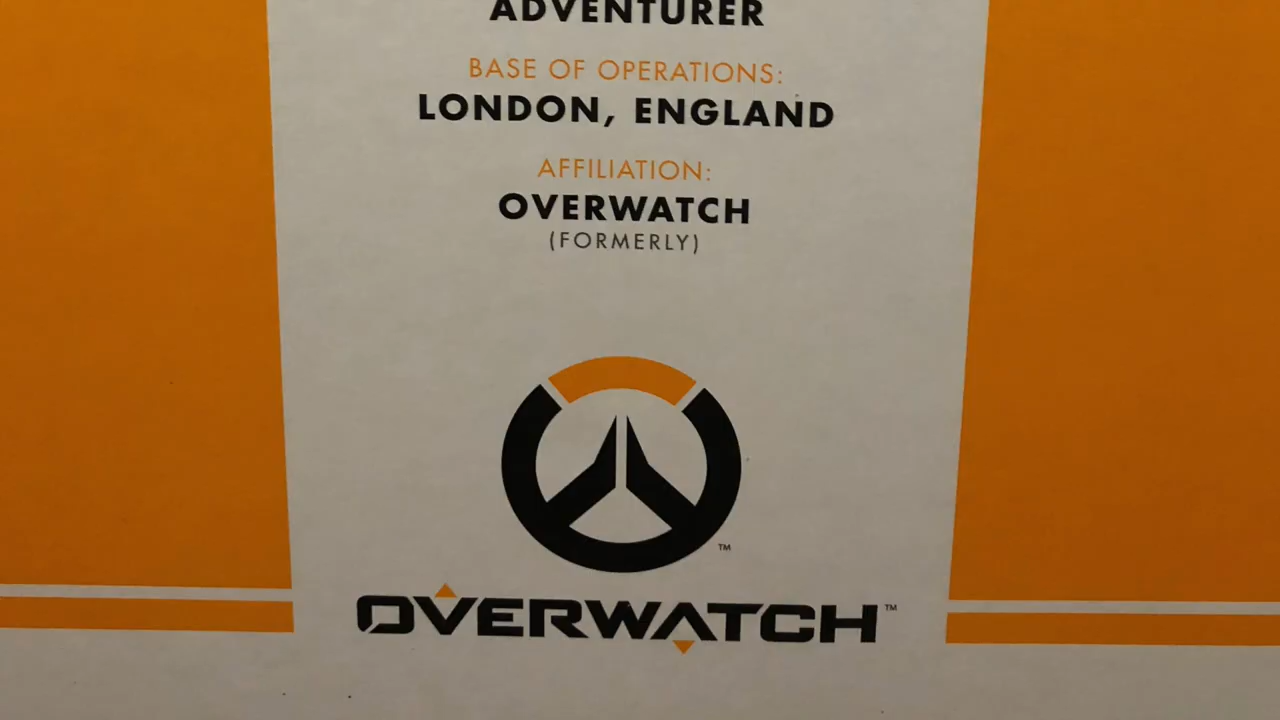 ADVENTURER
BASE OF OPERATIONS:
LONDON, ENGLAND
AFFILIATION:
OVERWATCH
(FORMERLY)
TM
OVERWATCH™